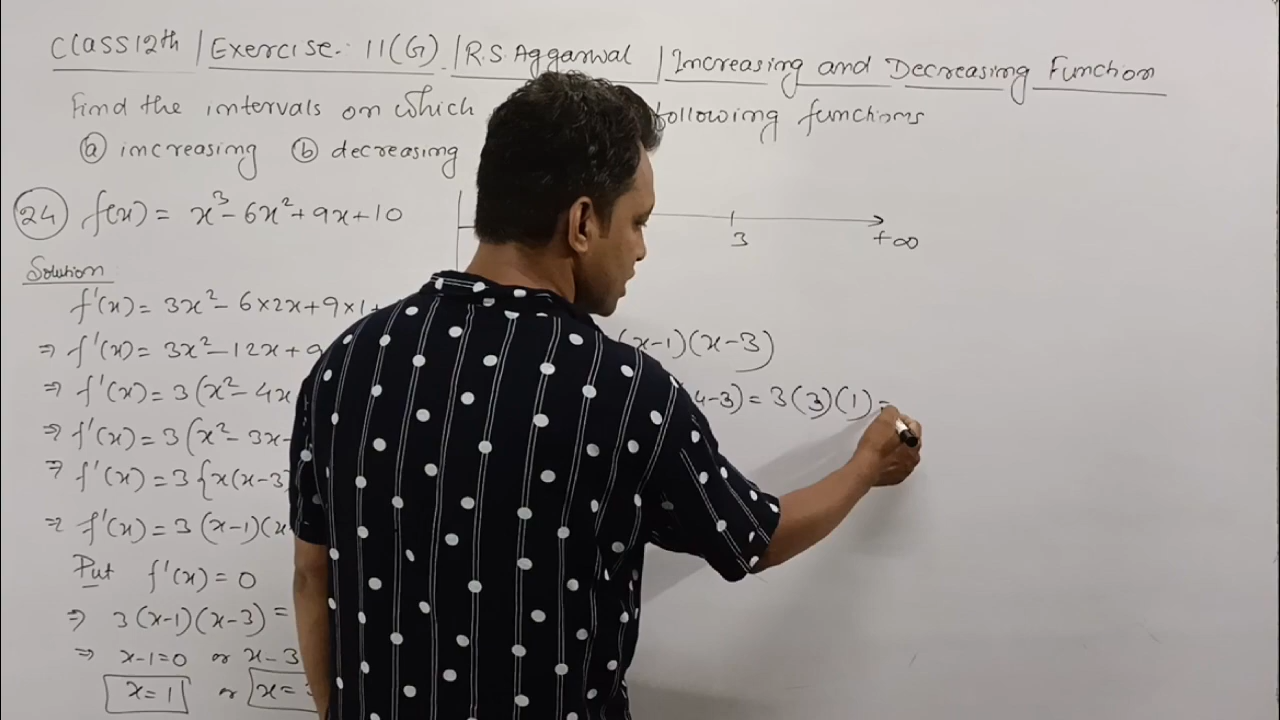 Class 12th | Exercise: 11(G) | R.S. Aggarwal | Increasing and Decreasing Function
Find the intervals on which following functions
(a) increasing (b) decreasing
(24) f(x) = x³ - 6x² + 9x + 10
Solution
f'(x) = 3x² - 6×2x + 9×1 +
⇒ f'(x) = 3x² - 12x + 9
⇒ f'(x) = 3(x² - 4x
⇒ f'(x) = 3(x² - 3x -
⇒ f'(x) = 3{x(x-3)
⇒ f'(x) = 3(x-1)(x
Put f'(x) = 0
⇒ 3(x-1)(x-3) =
⇒ x-1=0 or x-3
x=1 or x=3
3 +∞
(x-1)(x-3)
4-3) = 3(3)(1) =